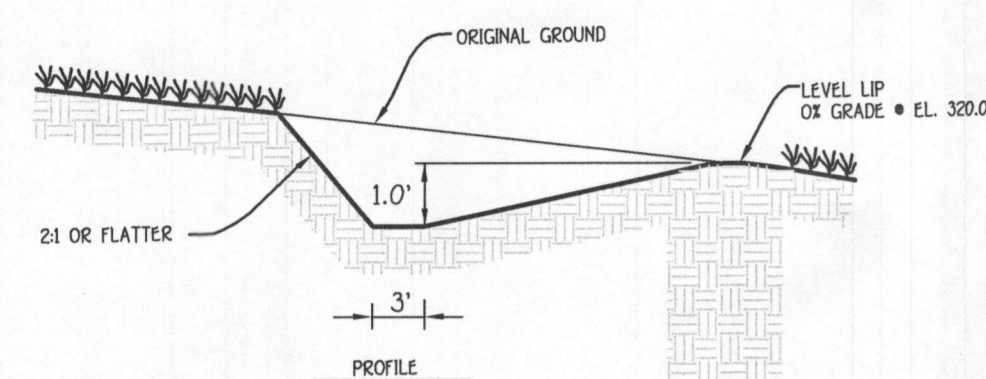 ORIGINAL GROUND
LEVEL LIP
0% GRADE @ EL. 320.0
2:1 OR FLATTER
1.0'
3'
PROFILE